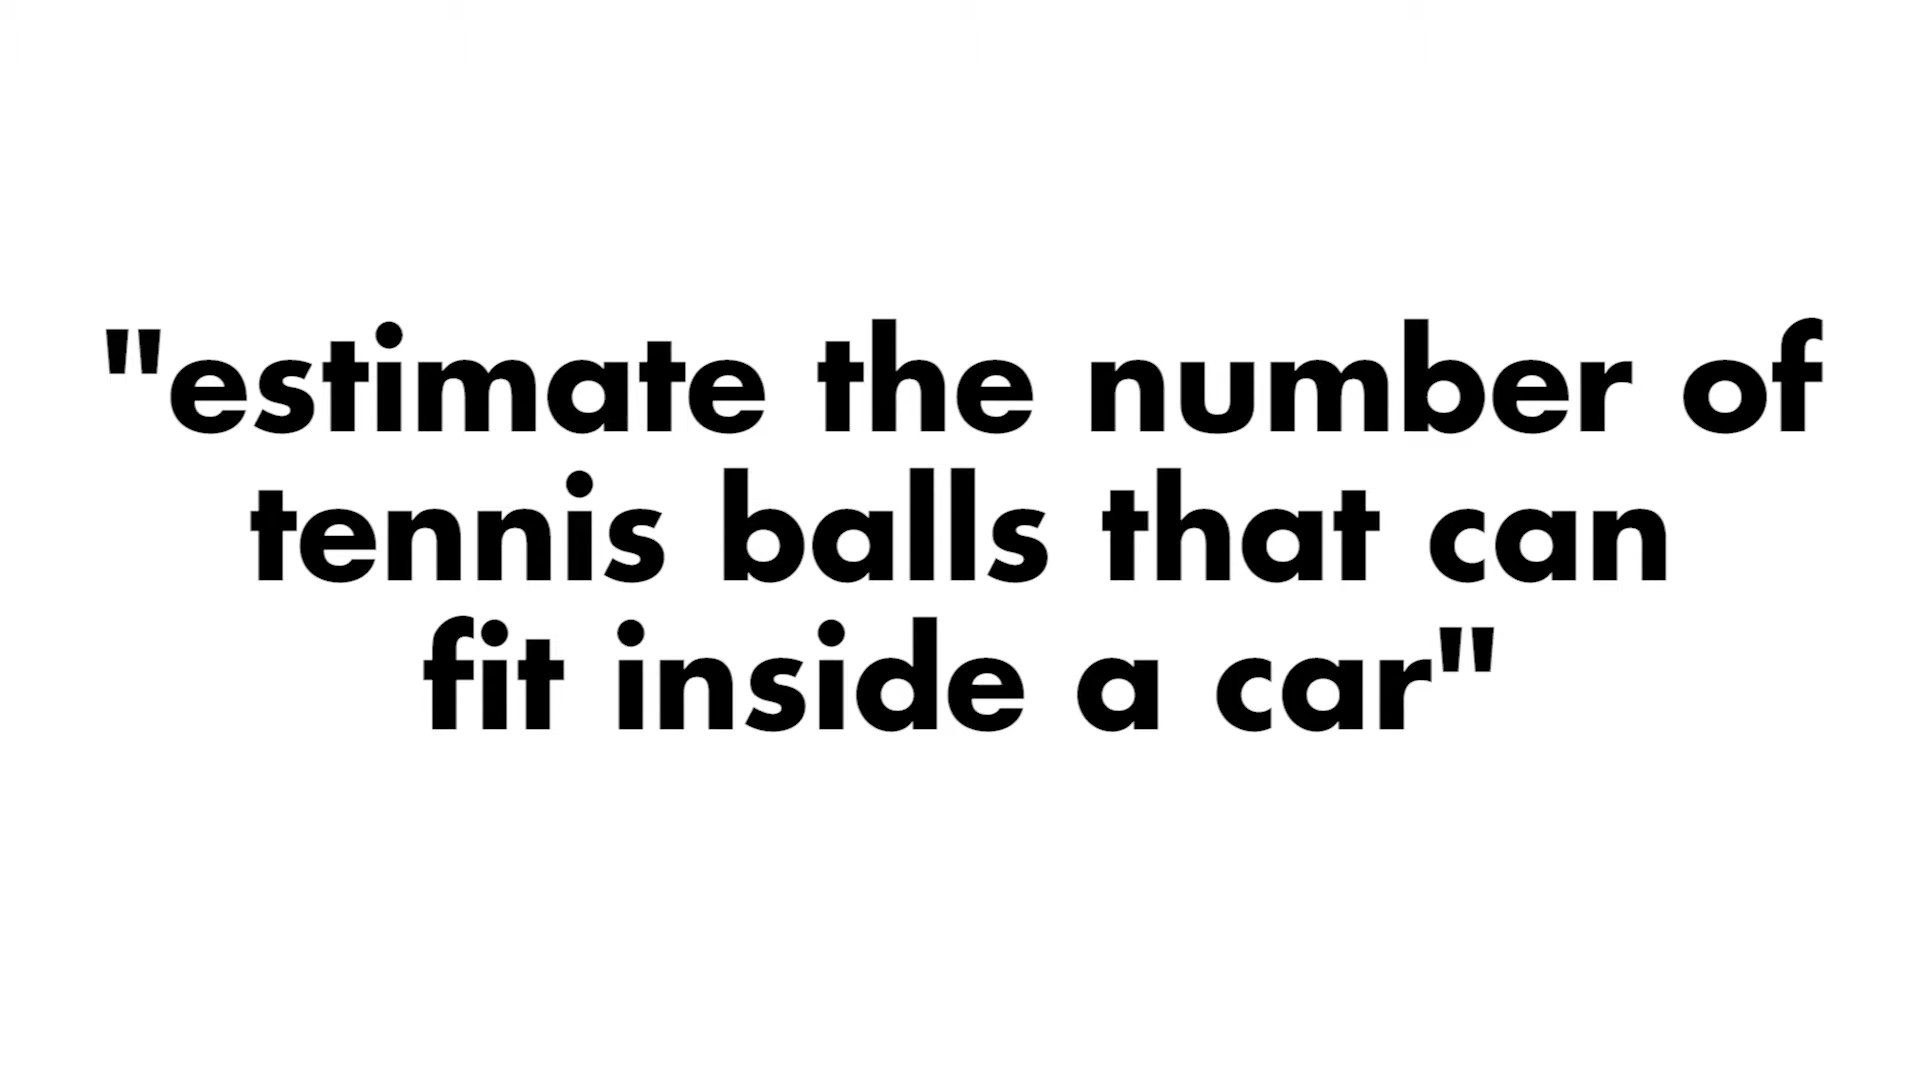 "estimate the number of
tennis balls that can
fit inside a car"